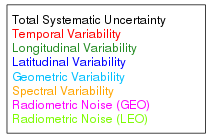 Total Systematic Uncertainty
Temporal Variability
Longitudinal Variability
Latitudinal Variability
Geometric Variability
Spectral Variability
Radiometric Noise (GEO)
Radiometric Noise (LEO)